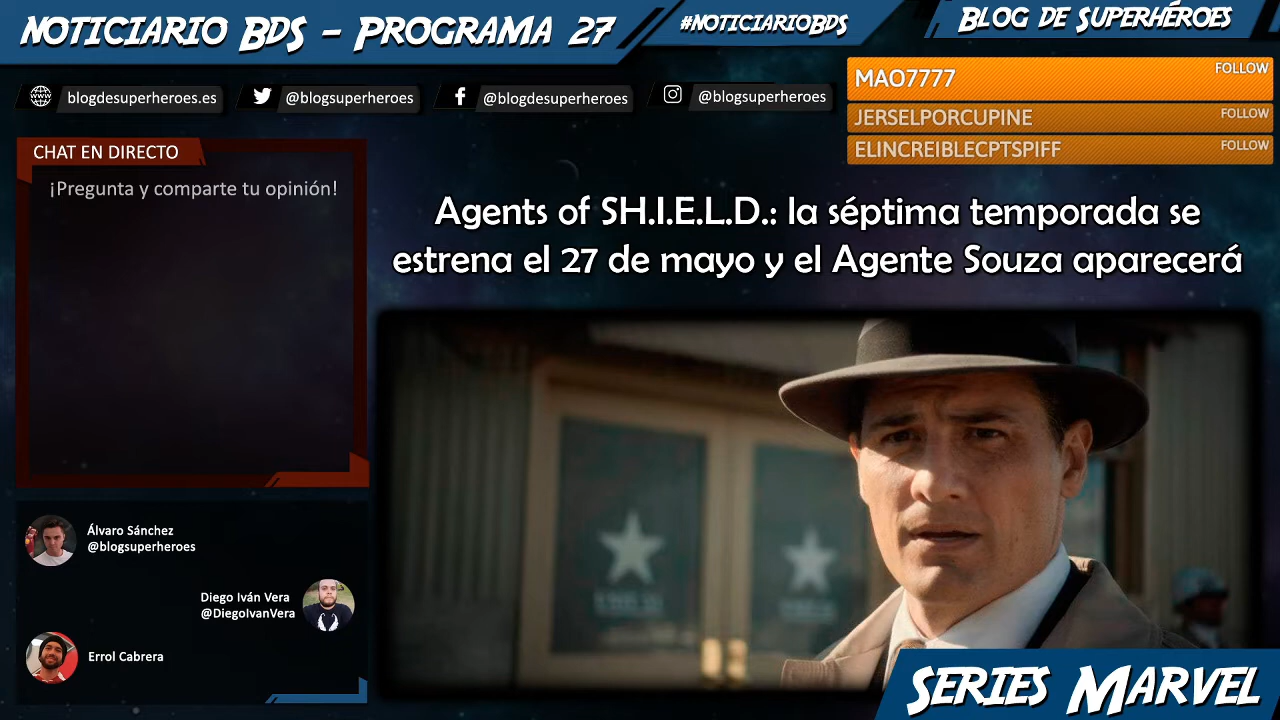 NOTICIARIO BDS - PROGRAMA 27
#NOTICIARIOBDS
BLOG DE SUPERHÉROES
blogdesuperheroes.es
@blogsuperheroes
@blogdesuperheroes
@blogsuperheroes
MAO7777
FOLLOW
JERSELPORCUPINE
FOLLOW
ELINCREIBLECPTSPIFF
FOLLOW
CHAT EN DIRECTO
¡Pregunta y comparte tu opinión!
Agents of SH.I.E.L.D.: la séptima temporada se
estrena el 27 de mayo y el Agente Souza aparecerá
Álvaro Sánchez
@blogsuperheroes
Diego Iván Vera
@DiegoIvanVera
Errol Cabrera
SERIES MARVEL